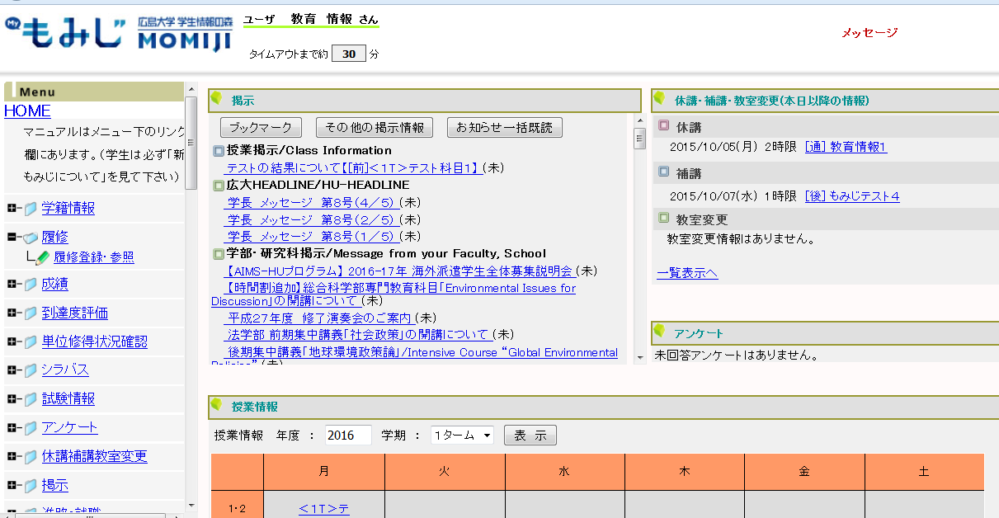 My もみじ 広島大学 学生情報の森 MOMIJI
ユーザ 教育 情報 さん
タイムアウトまで約 30 分
メッセージ
Menu
HOME
マニュアルはメニュー下のリンク
欄にあります。(学生は必ず「新
もみじについて」を見て下さい)
学籍情報
履修
履修登録・参照
成績
到達度評価
単位修得状況確認
シラバス
試験情報
アンケート
休講補講教室変更
掲示
進路・就職
掲示
ブックマーク その他の掲示情報 お知らせ一括既読
授業掲示/Class Information
テストの結果について【[前]<1T>テスト科目1】(未)
広大HEADLINE/HU-HEADLINE
学長 メッセージ 第8号(4/5)(未)
学長 メッセージ 第8号(2/5)(未)
学長 メッセージ 第8号(1/5)(未)
学部・研究科掲示/Message from your Faculty, School
【AIMS-HUプログラム】2016-17年 海外派遣学生全体募集説明会(未)
【時間割追加】総合科学部専門教育科目「Environmental Issues for
Discussion」の開講について(未)
平成27年度 修了演奏会のご案内(未)
法学部 前期集中講義「社会政策」の開講について(未)
後期集中講義「地球環境政策論」/Intensive Course “Global Environmental
Policies”(未)
休講・補講・教室変更(本日以降の情報)
休講
2015/10/05(月) 2時限 [通] 教育情報1
補講
2015/10/07(水) 1時限 [後] もみじテスト4
教室変更
教室変更情報はありません。
一覧表示へ
アンケート
未回答アンケートはありません。
授業情報
授業情報 年度 : 2016 学期 : 1ターム 表 示
月 火 水 木 金 土
1・2 <1T>テ